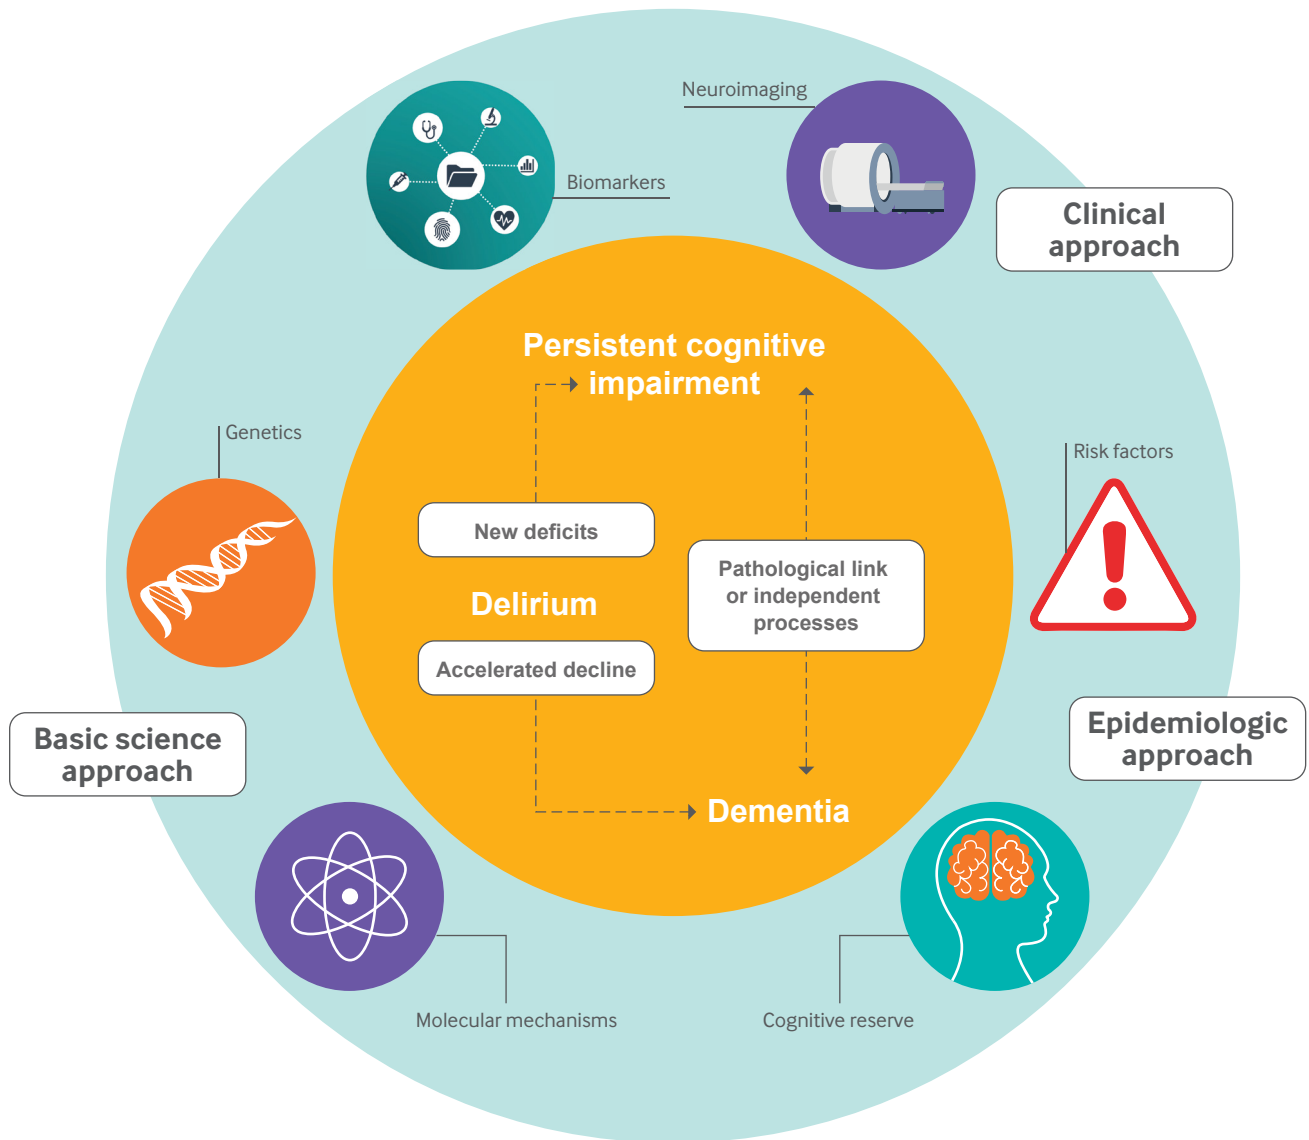 Neuroimaging
Biomarkers
Clinical
approach
Persistent cognitive
impairment
Genetics
Risk factors
New deficits
Pathological link
or independent
processes
Delirium
Accelerated decline
Basic science
approach
Epidemiologic
approach
Dementia
Molecular mechanisms
Cognitive reserve